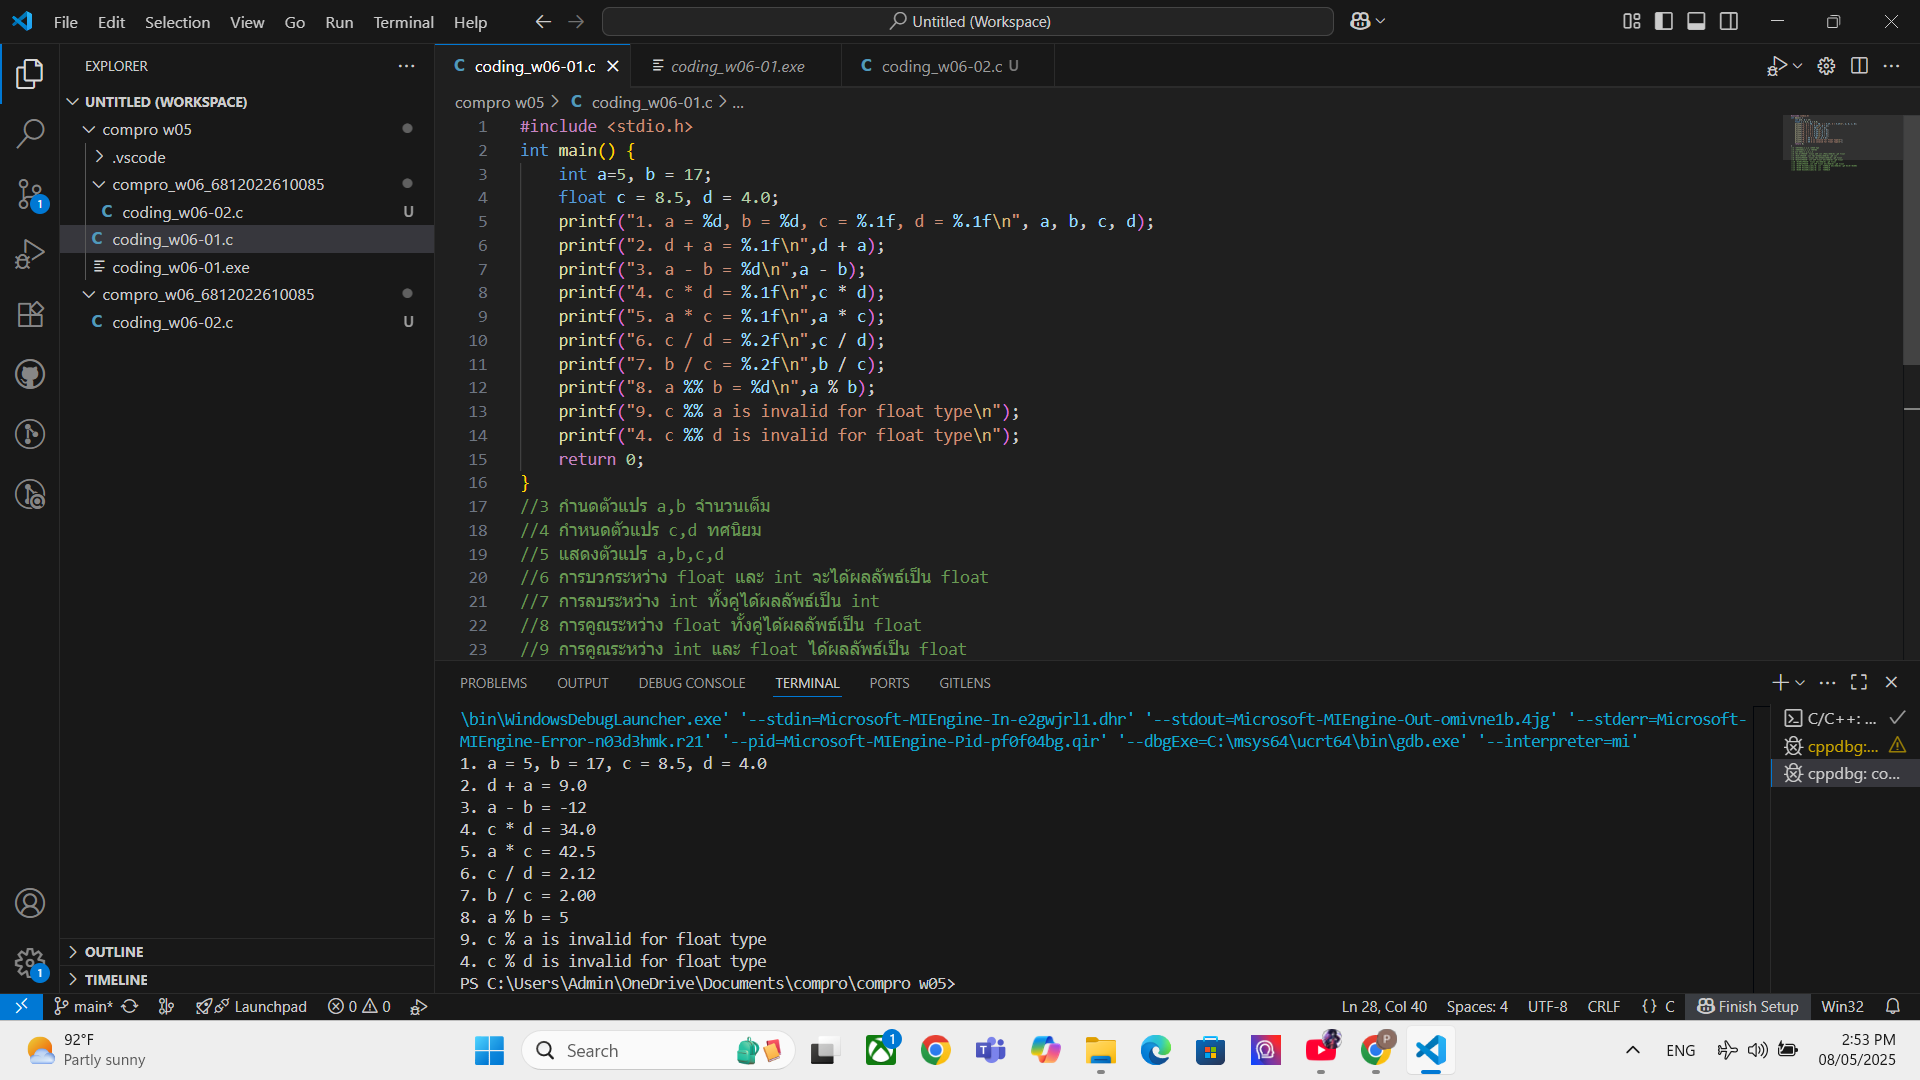 File Edit Selection View Go Run Terminal Help
Untitled (Workspace)
EXPLORER
UNTITLED (WORKSPACE)
compro w05
.vscode
compro_w06_6812022610085
coding_w06-02.c U
coding_w06-01.c
coding_w06-01.exe
compro_w06_6812022610085
coding_w06-02.c U
OUTLINE
TIMELINE
1
1
C coding_w06-01.c
coding_w06-01.exe
C coding_w06-02.c U
compro w05 > C coding_w06-01.c > ...
1 #include <stdio.h>
2 int main() {
3 int a=5, b = 17;
4 float c = 8.5, d = 4.0;
5 printf("1. a = %d, b = %d, c = %.1f, d = %.1f\n", a, b, c, d);
6 printf("2. d + a = %.1f\n",d + a);
7 printf("3. a - b = %d\n",a - b);
8 printf("4. c * d = %.1f\n",c * d);
9 printf("5. a * c = %.1f\n",a * c);
10 printf("6. c / d = %.2f\n",c / d);
11 printf("7. b / c = %.2f\n",b / c);
12 printf("8. a %% b = %d\n",a % b);
13 printf("9. c %% a is invalid for float type\n");
14 printf("4. c %% d is invalid for float type\n");
15 return 0;
16 }
17 //3 กำนดตัวแปร a,b จำนวนเต็ม
18 //4 กำหนดตัวแปร c,d ทศนิยม
19 //5 แสดงตัวแปร a,b,c,d
20 //6 การบวกระหว่าง float และ int จะได้ผลลัพธ์เป็น float
21 //7 การลบระหว่าง int ทั้งคู่ได้ผลลัพธ์เป็น int
22 //8 การคูณระหว่าง float ทั้งคู่ได้ผลลัพธ์เป็น float
23 //9 การคูณระหว่าง int และ float ได้ผลลัพธ์เป็น float
PROBLEMS OUTPUT DEBUG CONSOLE TERMINAL PORTS GITLENS
\bin\WindowsDebugLauncher.exe' '--stdin=Microsoft-MIEngine-In-e2gwjrl1.dhr' '--stdout=Microsoft-MIEngine-Out-omivne1b.4jg' '--stderr=Microsoft-
MIEngine-Error-n03d3hmk.r21' '--pid=Microsoft-MIEngine-Pid-pf0f04bg.qir' '--dbgExe=C:\msys64\ucrt64\bin\gdb.exe' '--interpreter=mi'
1. a = 5, b = 17, c = 8.5, d = 4.0
2. d + a = 9.0
3. a - b = -12
4. c * d = 34.0
5. a * c = 42.5
6. c / d = 2.12
7. b / c = 2.00
8. a % b = 5
9. c % a is invalid for float type
4. c % d is invalid for float type
PS C:\Users\Admin\OneDrive\Documents\compro\compro w05>
C/C++: ...
cppdbg:...
cppdbg: co...
main* Launchpad 0 0
Ln 28, Col 40 Spaces: 4 UTF-8 CRLF {} C Finish Setup Win32
92°F
Partly sunny
Search
1
P
ENG
2:53 PM
08/05/2025